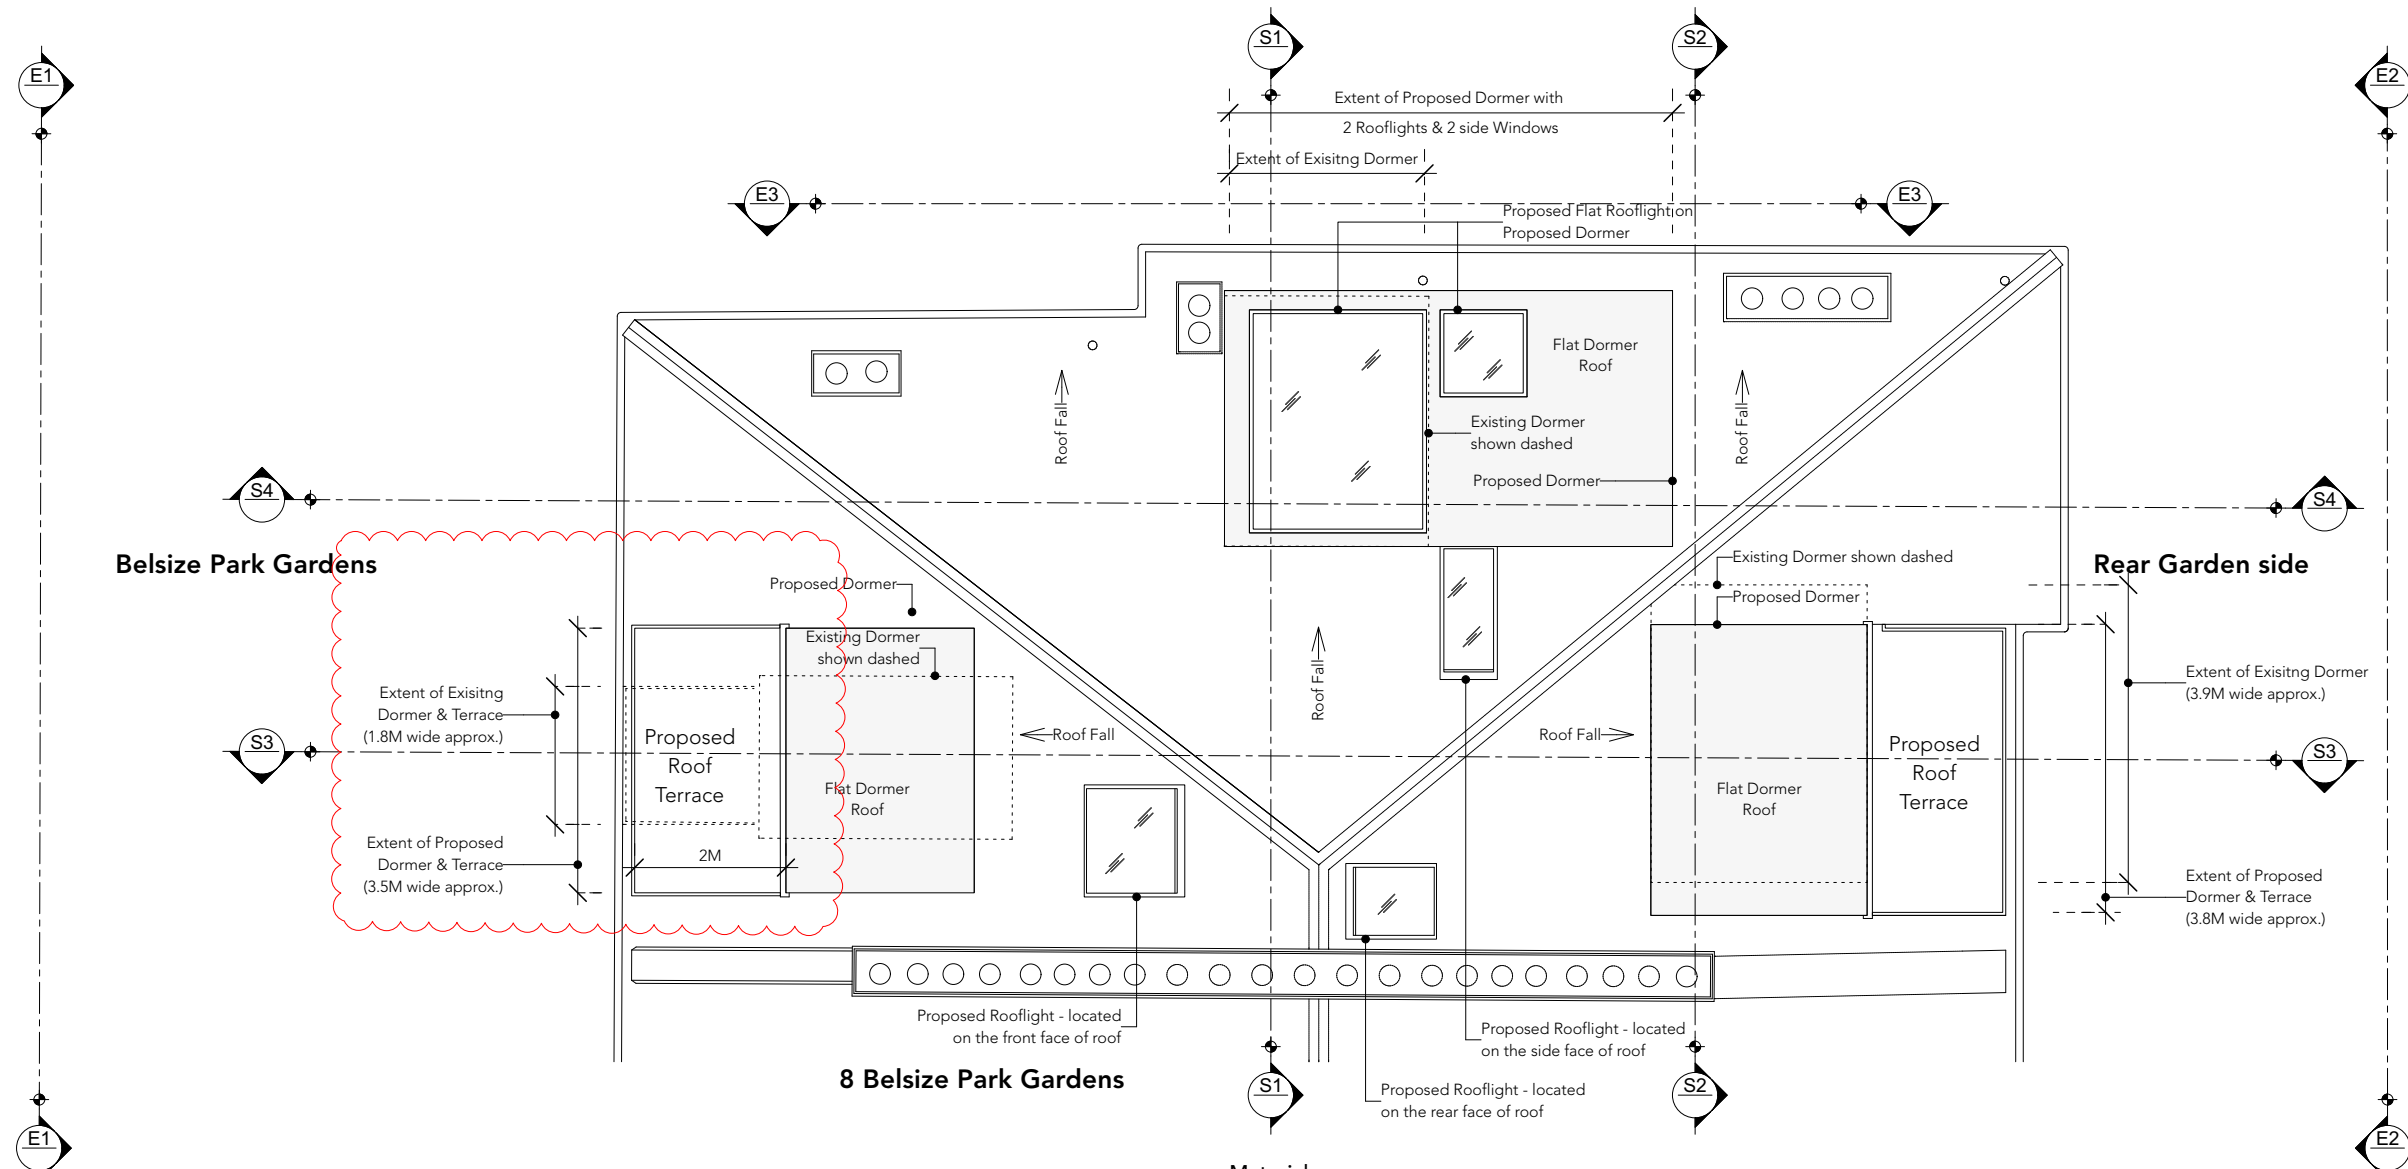 S1
S2
E1
E2
Extent of Proposed Dormer with
2 Rooflights & 2 side Windows
Extent of Exisitng Dormer
E3
E3
Proposed Flat Rooflight on
Proposed Dormer
Flat Dormer
Roof
Roof Fall
Roof Fall
Existing Dormer
shown dashed
Proposed Dormer
S4
S4
Belsize Park Gardens
Rear Garden side
Existing Dormer shown dashed
Proposed Dormer
Proposed Dormer
Existing Dormer
shown dashed
Extent of Exisitng
Dormer & Terrace
(1.8M wide approx.)
Extent of Exisitng Dormer
(3.9M wide approx.)
Roof Fall
S3
Proposed
Roof
Terrace
Roof Fall
Roof Fall
Proposed
Roof
Terrace
S3
Flat Dormer
Roof
Flat Dormer
Roof
2M
Extent of Proposed
Dormer & Terrace
(3.5M wide approx.)
Extent of Proposed
Dormer & Terrace
(3.8M wide approx.)
Proposed Rooflight - located
on the front face of roof
Proposed Rooflight - located
on the side face of roof
8 Belsize Park Gardens
Proposed Rooflight - located
on the rear face of roof
S1
S2
E1
E2